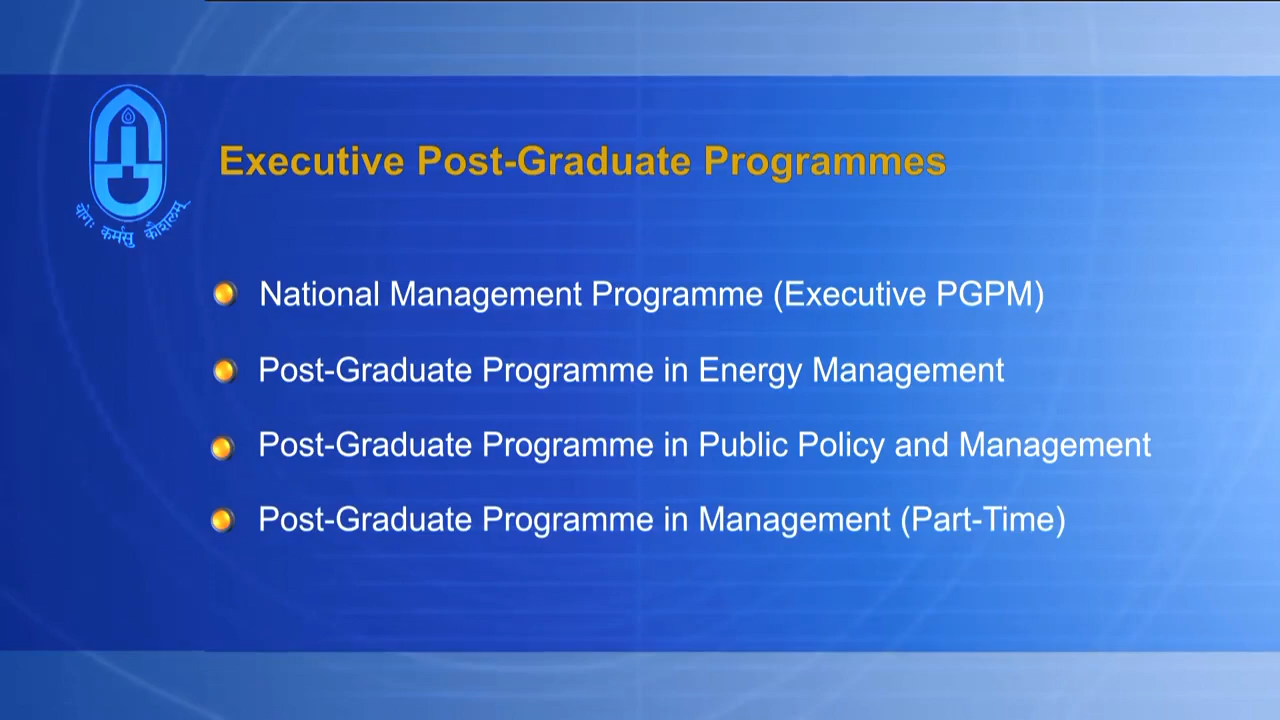 Executive Post-Graduate Programmes
योगः कर्मसु कौशलम्
National Management Programme (Executive PGPM)
Post-Graduate Programme in Energy Management
Post-Graduate Programme in Public Policy and Management
Post-Graduate Programme in Management (Part-Time)